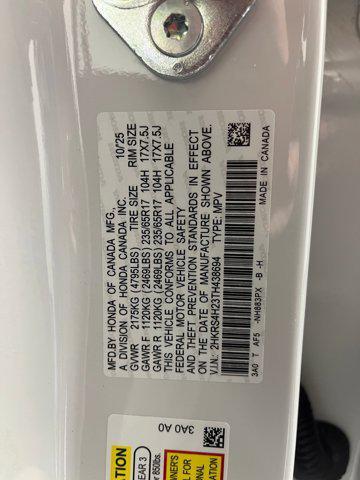 MFD.BY HONDA OF CANADA MFG., 10/25
A DIVISION OF HONDA CANADA INC.
TIRE SIZE RIM SIZE
GVWR 2175KG (4795LBS)
GAWR F 1120KG (2469LBS) 235/65R17 104H 17X7.5J
GAWR R 1120KG (2469LBS) 235/65R17 104H 17X7.5J
THIS VEHICLE CONFORMS TO ALL APPLICABLE
FEDERAL MOTOR VEHICLE SAFETY
AND THEFT PREVENTION STANDARDS IN EFFECT
ON THE DATE OF MANUFACTURE SHOWN ABOVE.
V.I.N.: 2HKRS4H23TH438694 TYPE: MPV
3A0 T AF5 -NH883PX -B -H
MADE IN CANADA
3A0 A0
YEAR 3